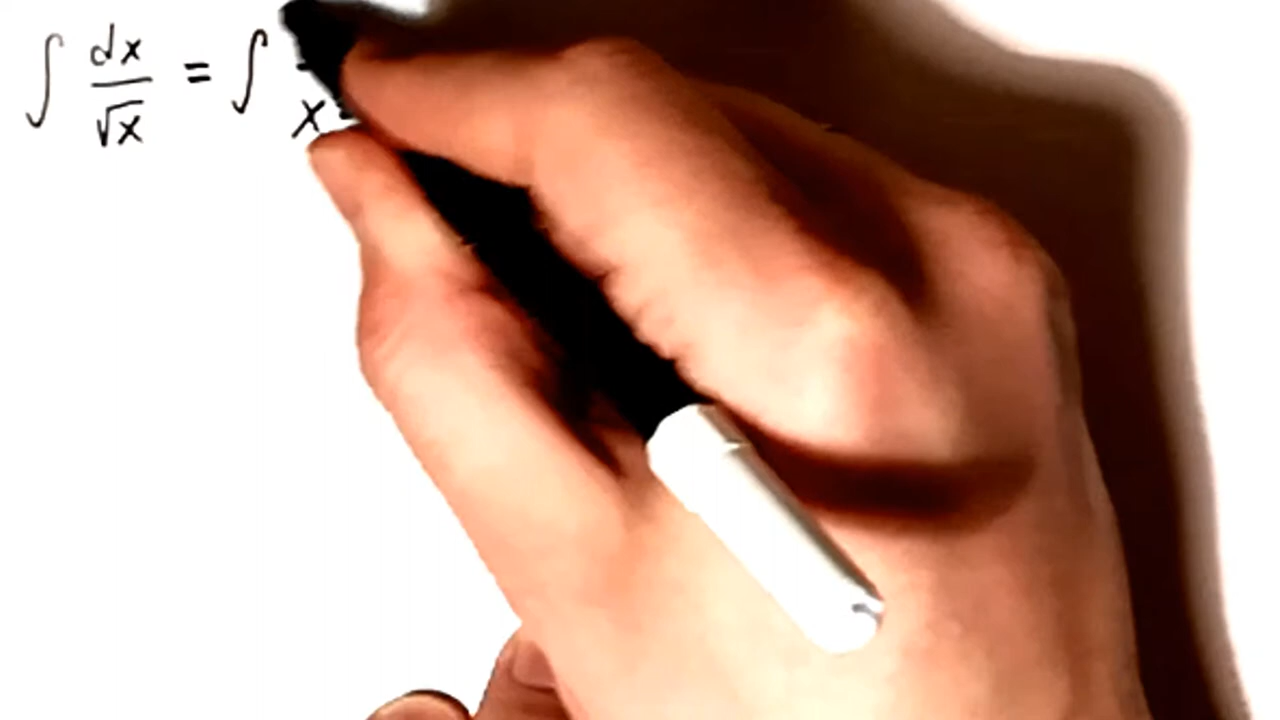 ∫ dx/√x = ∫ /x